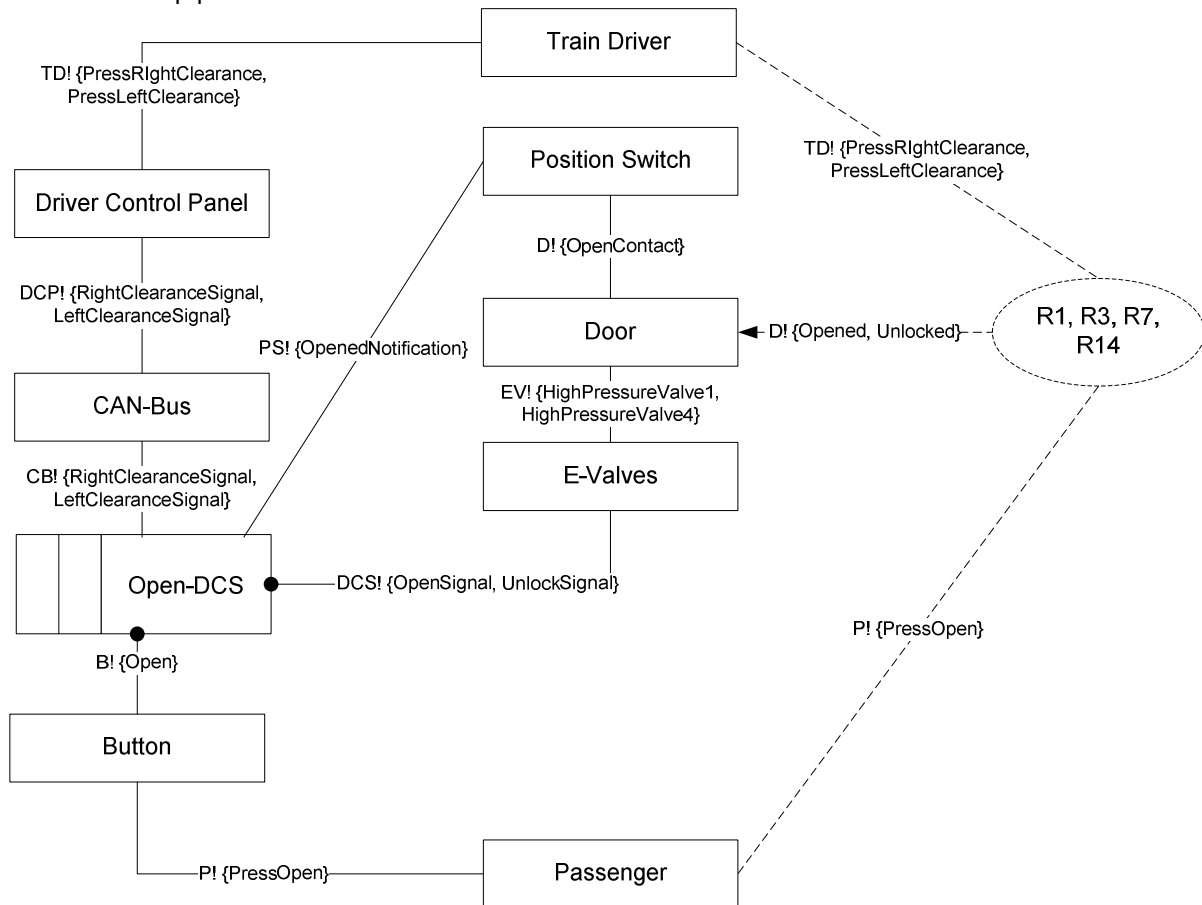 Train Driver
TD! {PressRIghtClearance,
PressLeftClearance}
Position Switch
TD! {PressRIghtClearance,
PressLeftClearance}
Driver Control Panel
D! {OpenContact}
DCP! {RightClearanceSignal,
LeftClearanceSignal}
PS! {OpenedNotification}
Door
D! {Opened, Unlocked}
R1, R3, R7,
R14
EV! {HighPressureValve1,
HighPressureValve4}
CAN-Bus
E-Valves
CB! {RightClearanceSignal,
LeftClearanceSignal}
Open-DCS
DCS! {OpenSignal, UnlockSignal}
P! {PressOpen}
B! {Open}
Button
P! {PressOpen}
Passenger